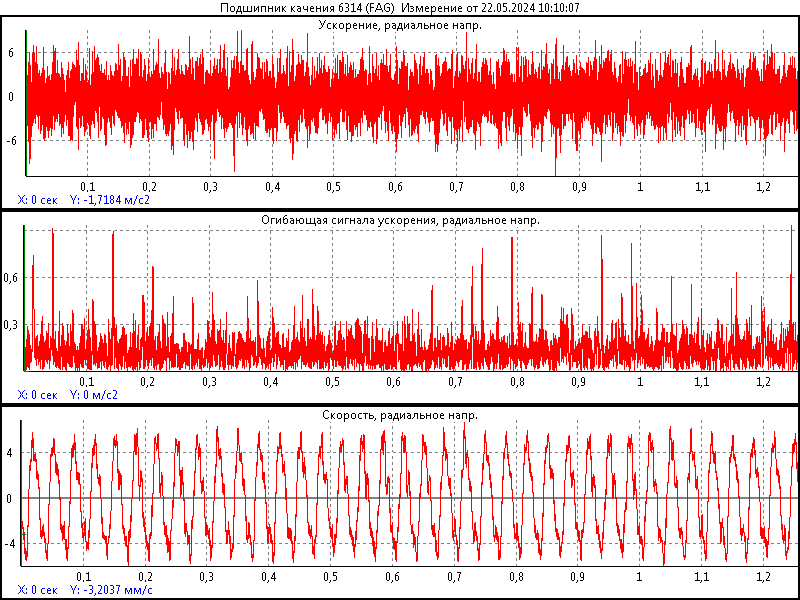 Подшипник качения 6314 (FAG)  Измерение от 22.05.2024 10:10:07
Ускорение, радиальное напр.
6
0
-6
0,1 0,2 0,3 0,4 0,5 0,6 0,7 0,8 0,9 1 1,1 1,2
X: 0 сек Y: -1,7184 м/с2
Огибающая сигнала ускорения, радиальное напр.
0,6
0,3
0,1 0,2 0,3 0,4 0,5 0,6 0,7 0,8 0,9 1 1,1 1,2
X: 0 сек Y: 0 м/с2
Скорость, радиальное напр.
4
0
-4
0,1 0,2 0,3 0,4 0,5 0,6 0,7 0,8 0,9 1 1,1 1,2
X: 0 сек Y: -3,2037 мм/с